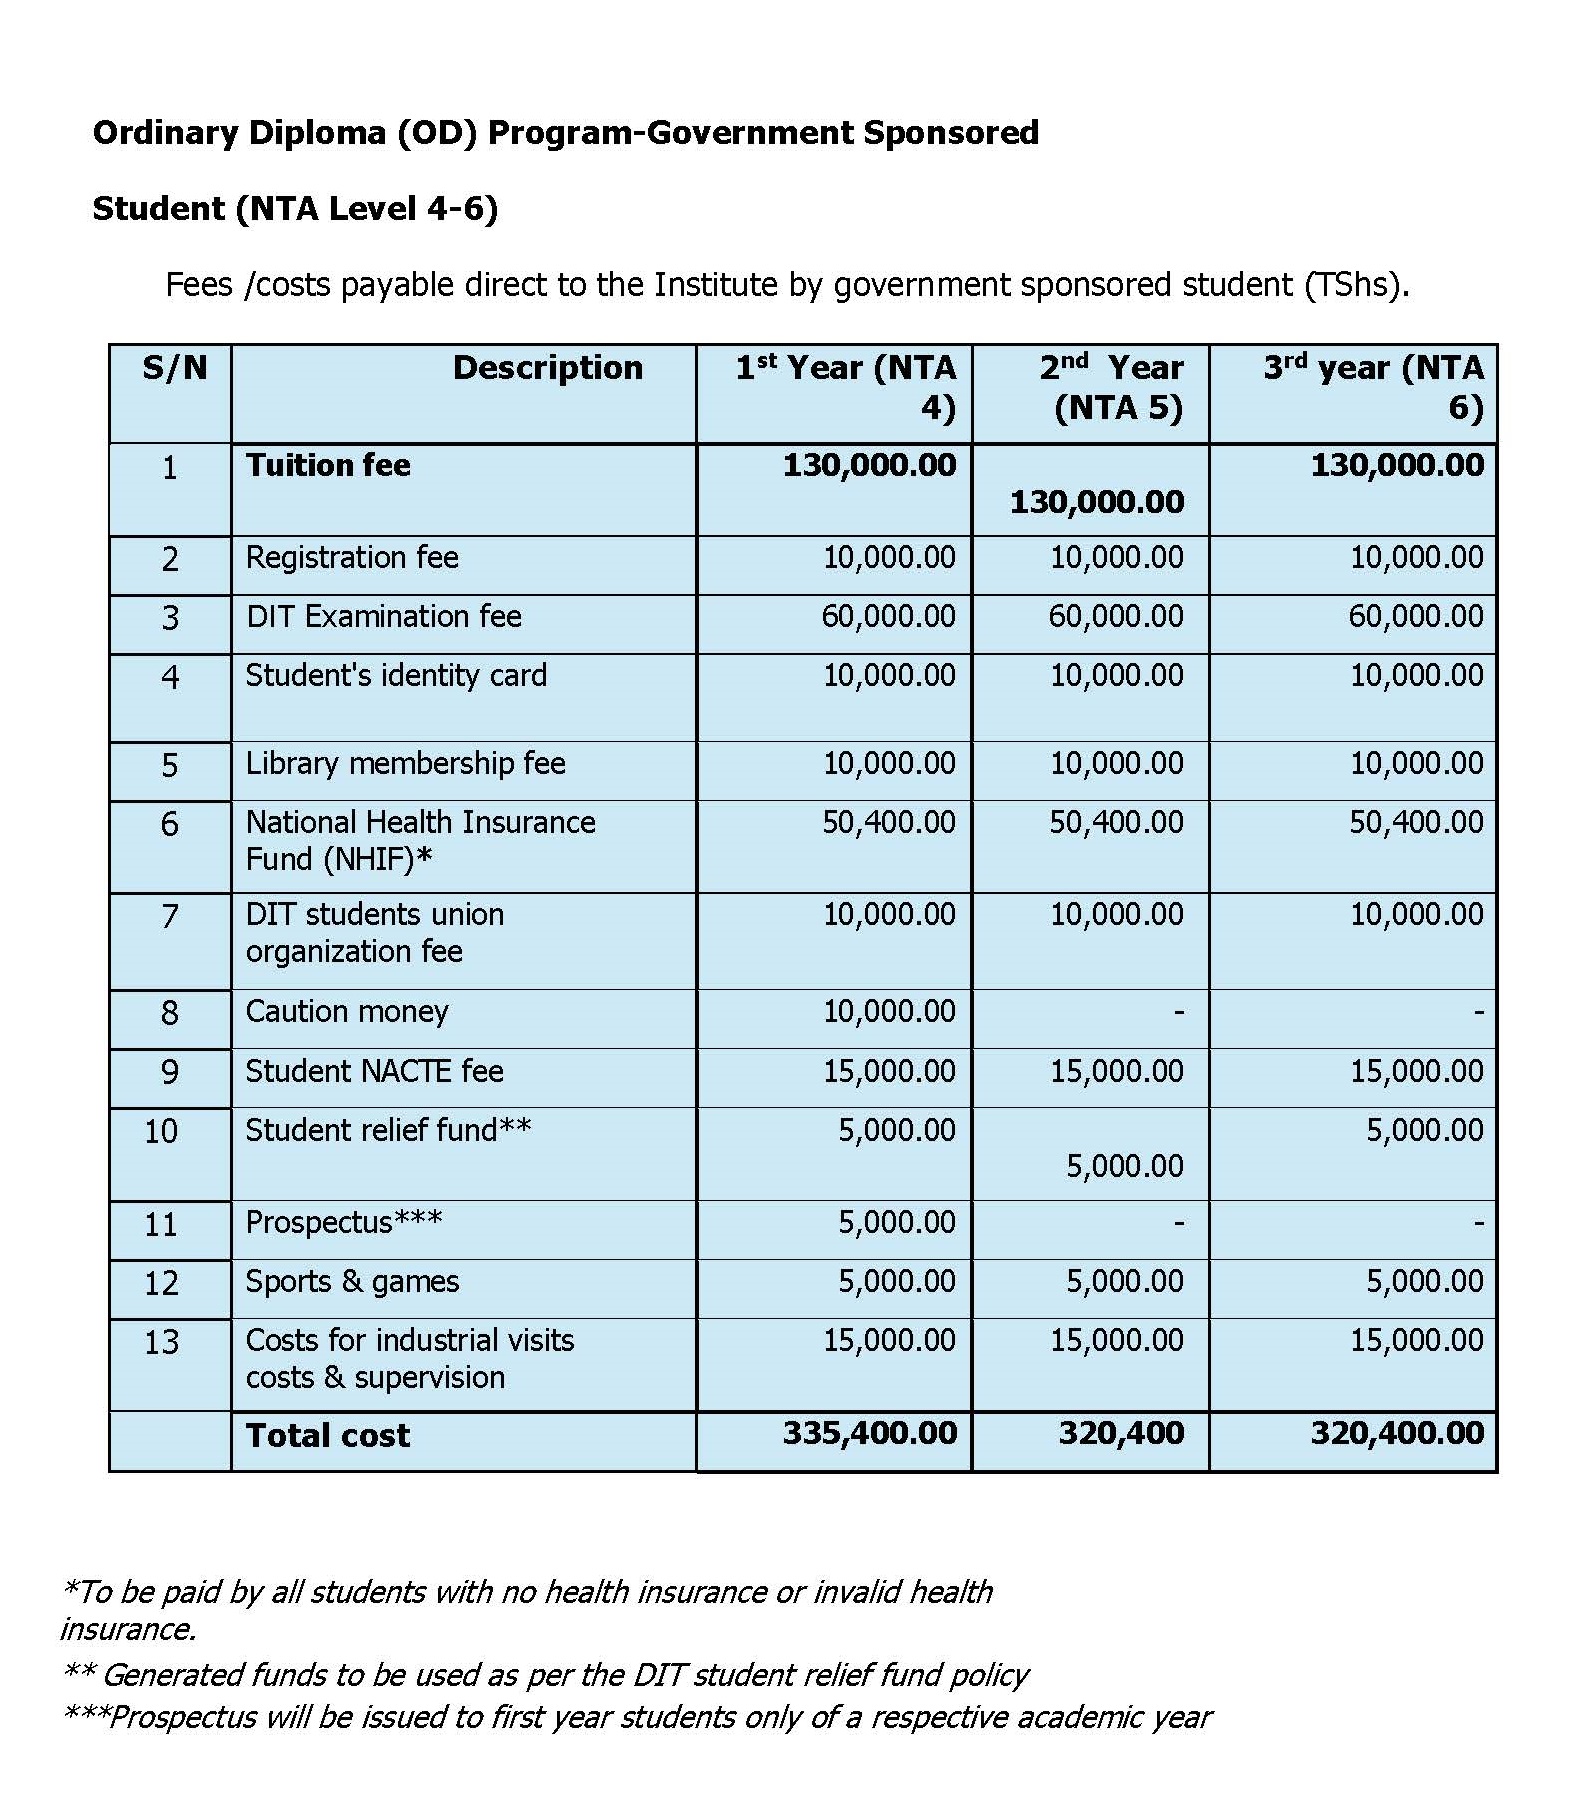 Ordinary Diploma (OD) Program-Government Sponsored
Student (NTA Level 4-6)
Fees /costs payable direct to the Institute by government sponsored student (TShs).
S/N Description 1st Year (NTA 4) 2nd Year (NTA 5) 3rd year (NTA 6)
1 Tuition fee 130,000.00 130,000.00 130,000.00
2 Registration fee 10,000.00 10,000.00 10,000.00
3 DIT Examination fee 60,000.00 60,000.00 60,000.00
4 Student's identity card 10,000.00 10,000.00 10,000.00
5 Library membership fee 10,000.00 10,000.00 10,000.00
6 National Health Insurance Fund (NHIF)* 50,400.00 50,400.00 50,400.00
7 DIT students union organization fee 10,000.00 10,000.00 10,000.00
8 Caution money 10,000.00 - -
9 Student NACTE fee 15,000.00 15,000.00 15,000.00
10 Student relief fund** 5,000.00 5,000.00 5,000.00
11 Prospectus*** 5,000.00 - -
12 Sports & games 5,000.00 5,000.00 5,000.00
13 Costs for industrial visits costs & supervision 15,000.00 15,000.00 15,000.00
Total cost 335,400.00 320,400 320,400.00
*To be paid by all students with no health insurance or invalid health
insurance.
** Generated funds to be used as per the DIT student relief fund policy
***Prospectus will be issued to first year students only of a respective academic year